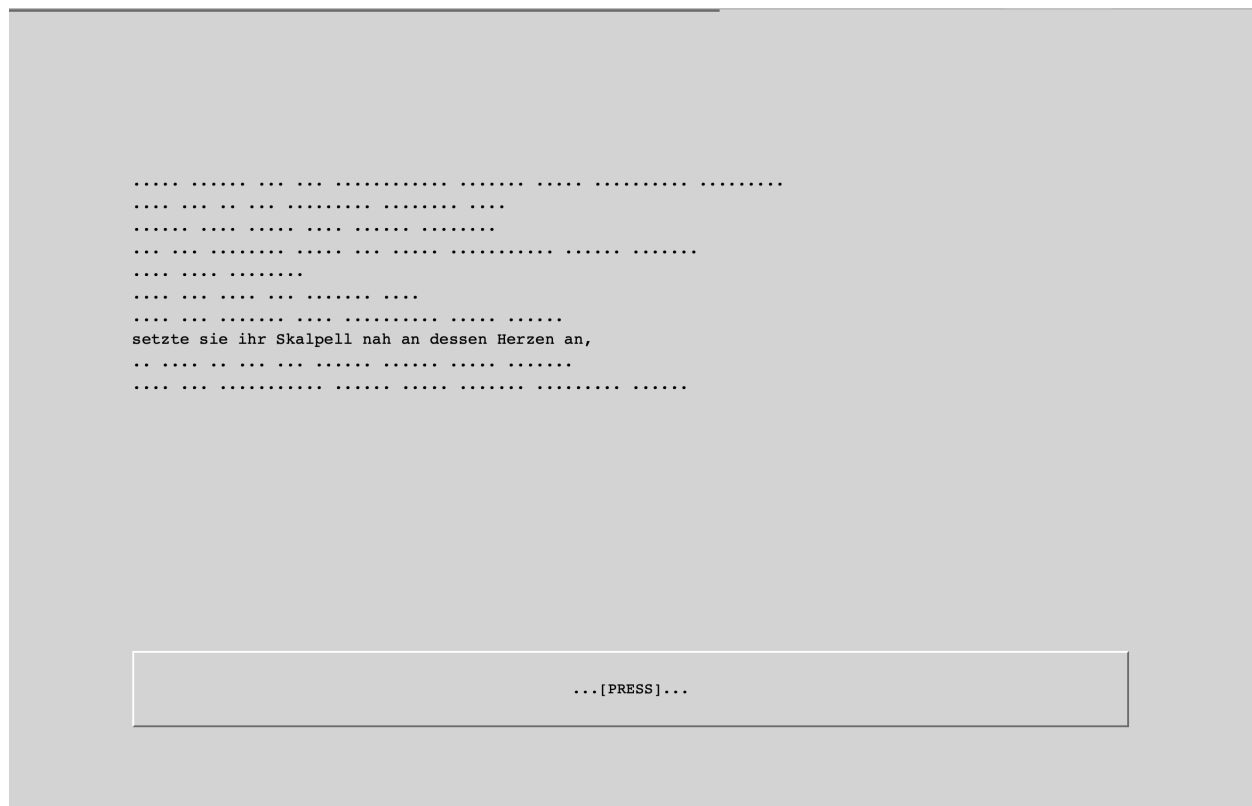 ..... ...... ... ... ............ ....... ..... .......... .........
.... ... .. ... ......... ........ ....
...... .... ..... .... ...... ........
... ... ........ ..... ... ..... ........... ...... .......
.... .... ........
.... ... .... ... ....... ....
.... ... ....... .... .......... ..... ......
setzte sie ihr Skalpell nah an dessen Herzen an,
.. .... .. ... ... ...... ...... ..... .......
.... ... ........... ...... ..... ....... ......... ......
...[PRESS]...